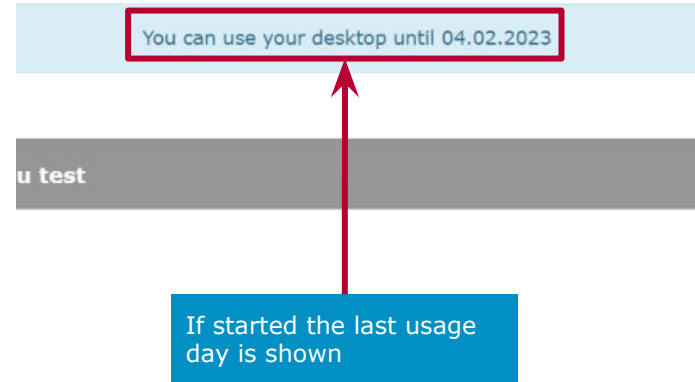 You can use your desktop until 04.02.2023
u test
If started the last usage
day is shown